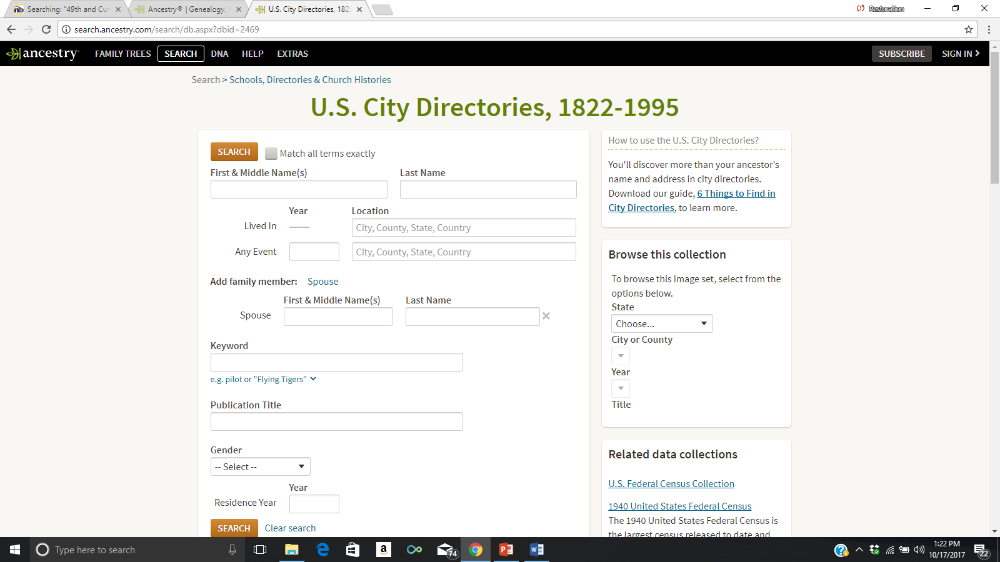 Searching: "49th and Cur
Ancestry® | Genealogy,
U.S. City Directories, 182
Restoration
search.ancestry.com/search/db.aspx?dbid=2469
ancestry
FAMILY TREES SEARCH DNA HELP EXTRAS
SUBSCRIBE SIGN IN >
Search > Schools, Directories & Church Histories
U.S. City Directories, 1822-1995
SEARCH Match all terms exactly
First & Middle Name(s) Last Name
Year Location
Lived In City, County, State, Country
Any Event City, County, State, Country
Add family member: Spouse
First & Middle Name(s) Last Name
Spouse
Keyword
e.g. pilot or "Flying Tigers"
Publication Title
Gender
-- Select --
Year
Residence Year
SEARCH Clear search
How to use the U.S. City Directories?
You'll discover more than your ancestor's
name and address in city directories.
Download our guide, 6 Things to Find in
City Directories, to learn more.
Browse this collection
To browse this image set, select from the
options below.
State
Choose...
City or County
Year
Title
Related data collections
U.S. Federal Census Collection
1940 United States Federal Census
The 1940 United States Federal Census is
the largest census released to date and
Type here to search
74
1:22 PM
10/17/2017
22